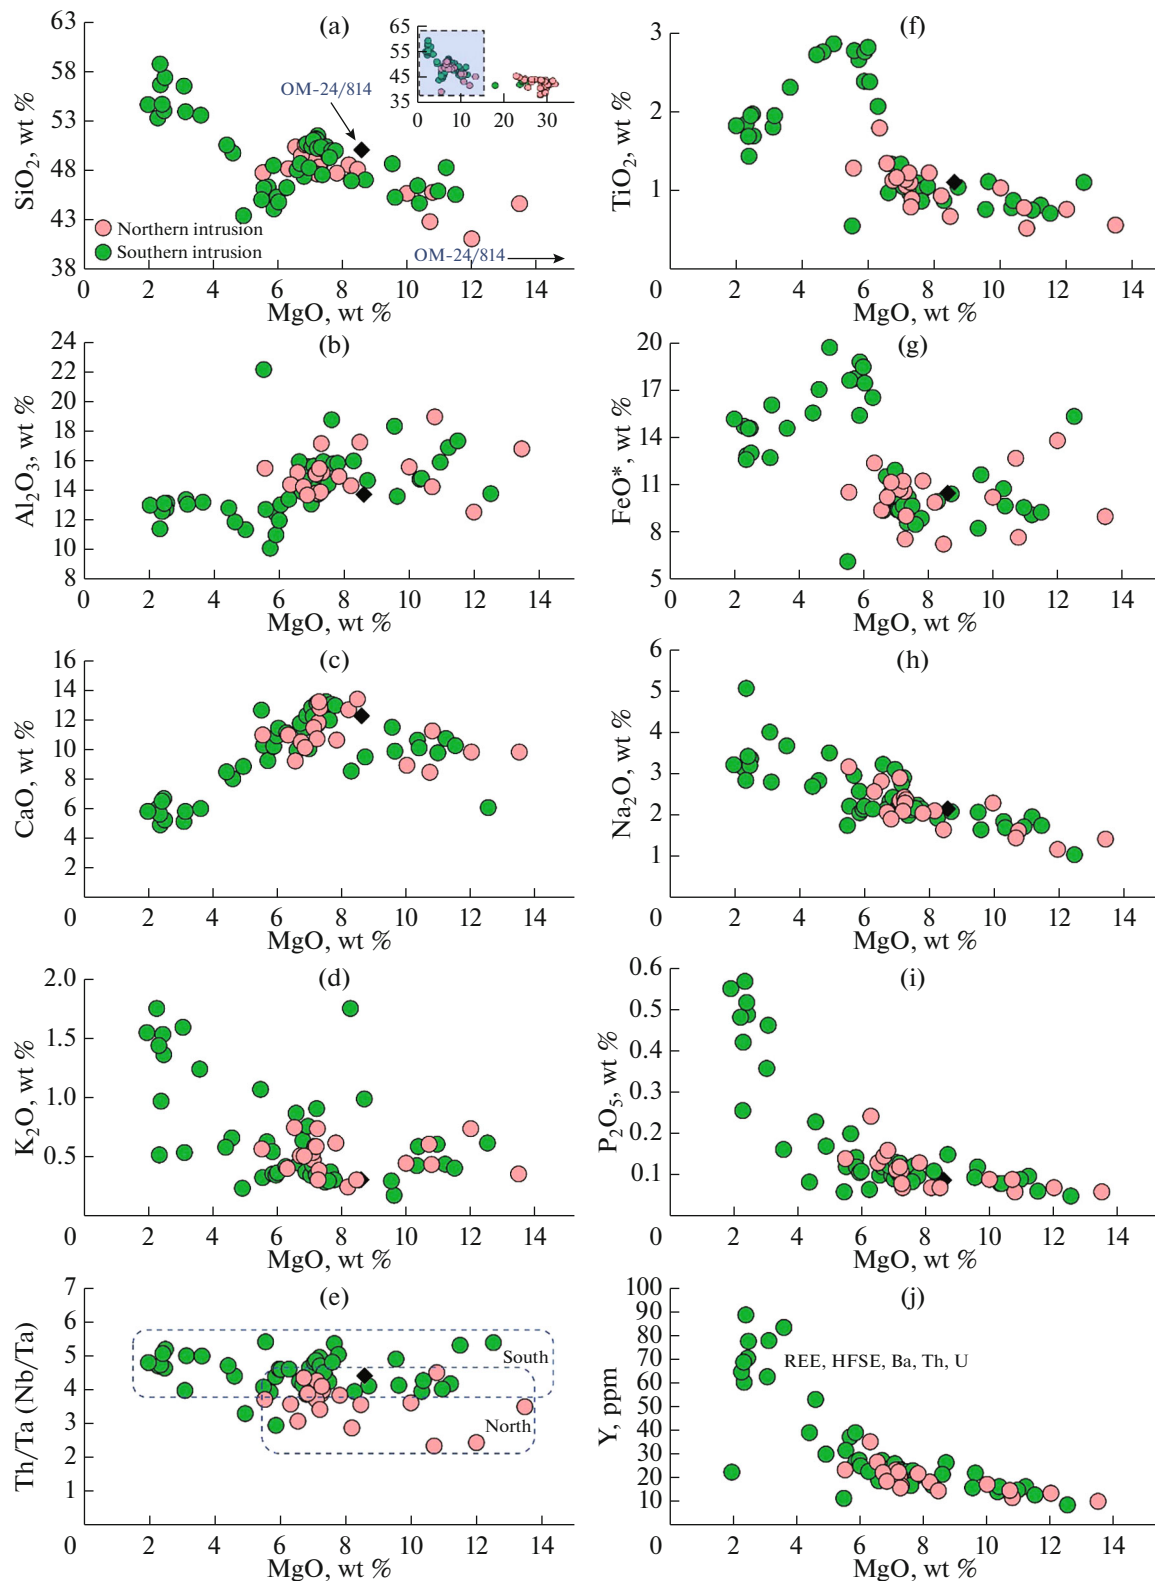 (a)
63
58
53
48
43
38
SiO2, wt %
OM-24/814
65
55
45
35
0 10 20 30
Northern intrusion
Southern intrusion
OM-24/814
0 2 4 6 8 10 12 14
MgO, wt %
(f)
3
2
1
0 2 4 6 8 10 12 14
TiO2, wt %
MgO, wt %
(b)
24
22
20
18
16
14
12
10
8
Al2O3, wt %
0 2 4 6 8 10 12 14
MgO, wt %
(g)
20
17
14
11
8
5
FeO*, wt %
0 2 4 6 8 10 12 14
MgO, wt %
(c)
16
14
12
10
8
6
4
2
CaO, wt %
0 2 4 6 8 10 12 14
MgO, wt %
(h)
6
5
4
3
2
1
Na2O, wt %
0 2 4 6 8 10 12 14
MgO, wt %
(d)
2.0
1.5
1.0
0.5
K2O, wt %
0 2 4 6 8 10 12 14
MgO, wt %
(i)
0.6
0.5
0.4
0.3
0.2
0.1
P2O5, wt %
0 2 4 6 8 10 12 14
MgO, wt %
(e)
7
6
5
4
3
2
1
Th/Ta (Nb/Ta)
South
North
0 2 4 6 8 10 12 14
MgO, wt %
(j)
100
90
80
70
60
50
40
30
20
10
Y, ppm
REE, HFSE, Ba, Th, U
0 2 4 6 8 10 12 14
MgO, wt %